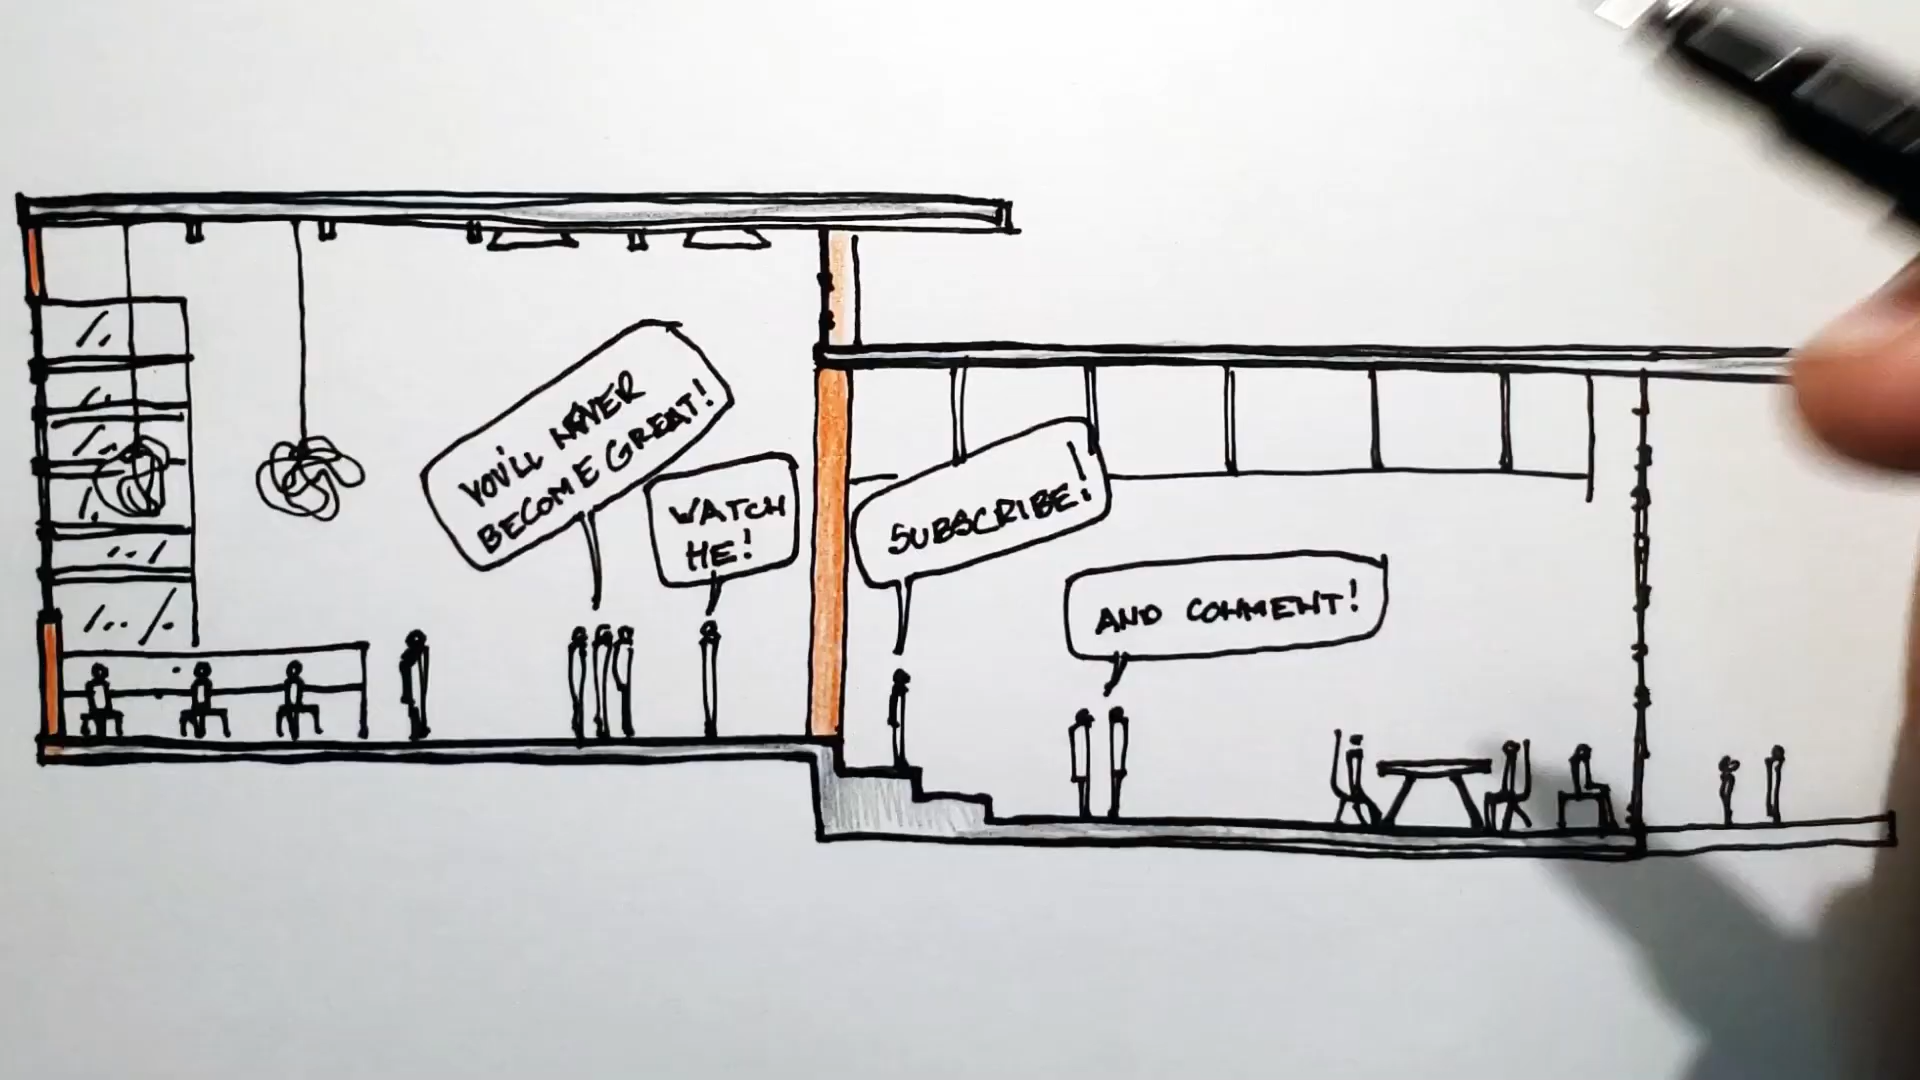 YOU'LL NEVER
BECOME GREAT!
WATCH
ME!
SUBSCRIBE!
AND COMMENT!